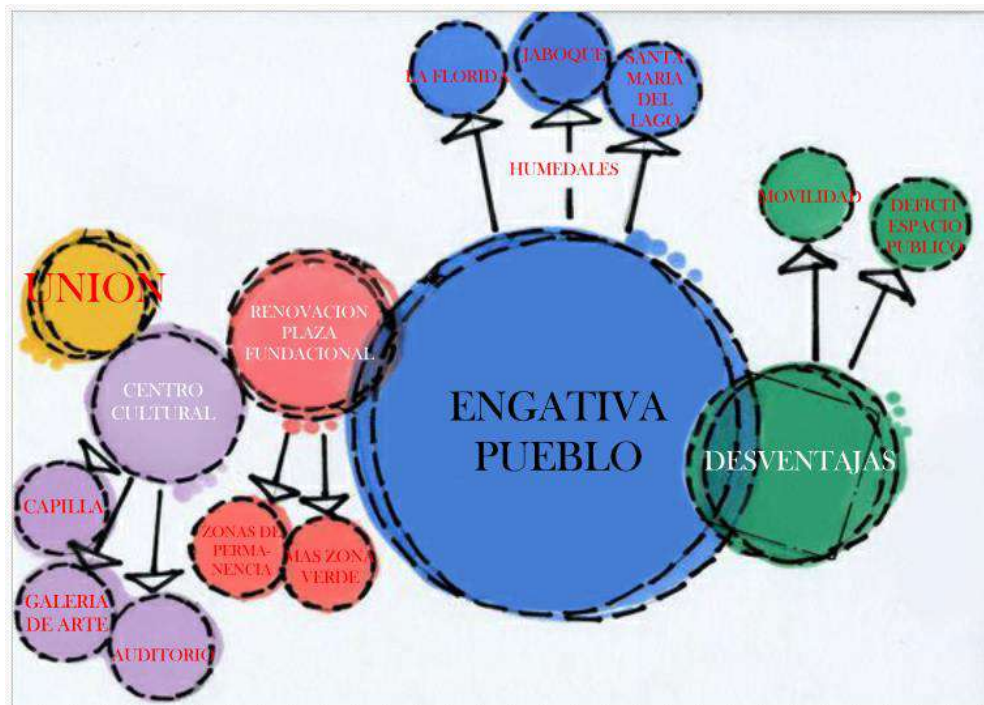 LA FLORIDA
JABOQUE
SANTA
MARIA
DEL
LAGO
HUMEDALES
MOVILIDAD
DEFICTI
ESPACIO
PUBLICO
UNION
RENOVACION
PLAZA
FUNDACIONAL
CENTRO
CULTURAL
ENGATIVA
PUEBLO
DESVENTAJAS
CAPILLA
ZONAS DE
PERMA-
NENCIA
MAS ZONA
VERDE
GALERIA
DE ARTE
AUDITORIO